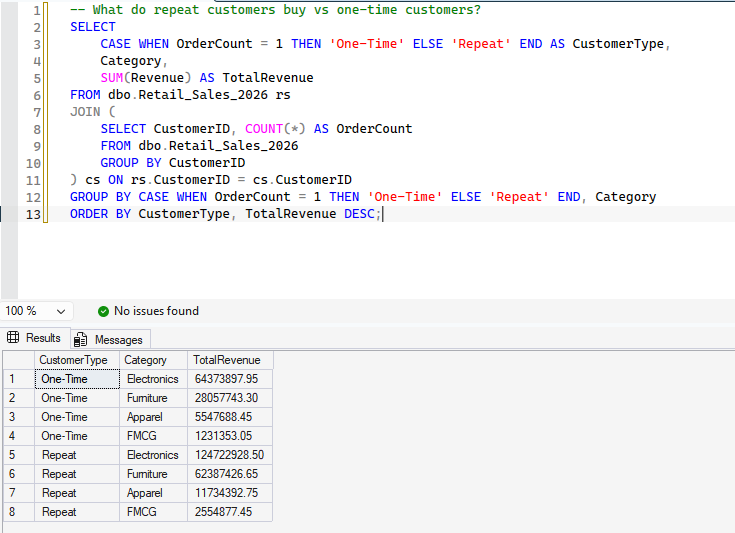 1 -- What do repeat customers buy vs one-time customers?
2 SELECT
3 CASE WHEN OrderCount = 1 THEN 'One-Time' ELSE 'Repeat' END AS CustomerType,
4 Category,
5 SUM(Revenue) AS TotalRevenue
6 FROM dbo.Retail_Sales_2026 rs
7 JOIN (
8 SELECT CustomerID, COUNT(*) AS OrderCount
9 FROM dbo.Retail_Sales_2026
10 GROUP BY CustomerID
11 ) cs ON rs.CustomerID = cs.CustomerID
12 GROUP BY CASE WHEN OrderCount = 1 THEN 'One-Time' ELSE 'Repeat' END, Category
13 ORDER BY CustomerType, TotalRevenue DESC;
100 % No issues found
Results Messages
CustomerType Category TotalRevenue
1 One-Time Electronics 64373897.95
2 One-Time Furniture 28057743.30
3 One-Time Apparel 5547688.45
4 One-Time FMCG 1231353.05
5 Repeat Electronics 124722928.50
6 Repeat Furniture 62387426.65
7 Repeat Apparel 11734392.75
8 Repeat FMCG 2554877.45